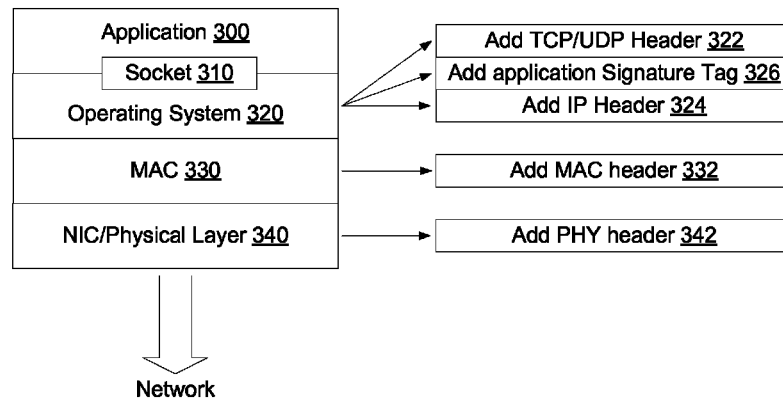 Application 300
Socket 310
Operating System 320
MAC 330
NIC/Physical Layer 340
Add TCP/UDP Header 322
Add application Signature Tag 326
Add IP Header 324
Add MAC header 332
Add PHY header 342
Network